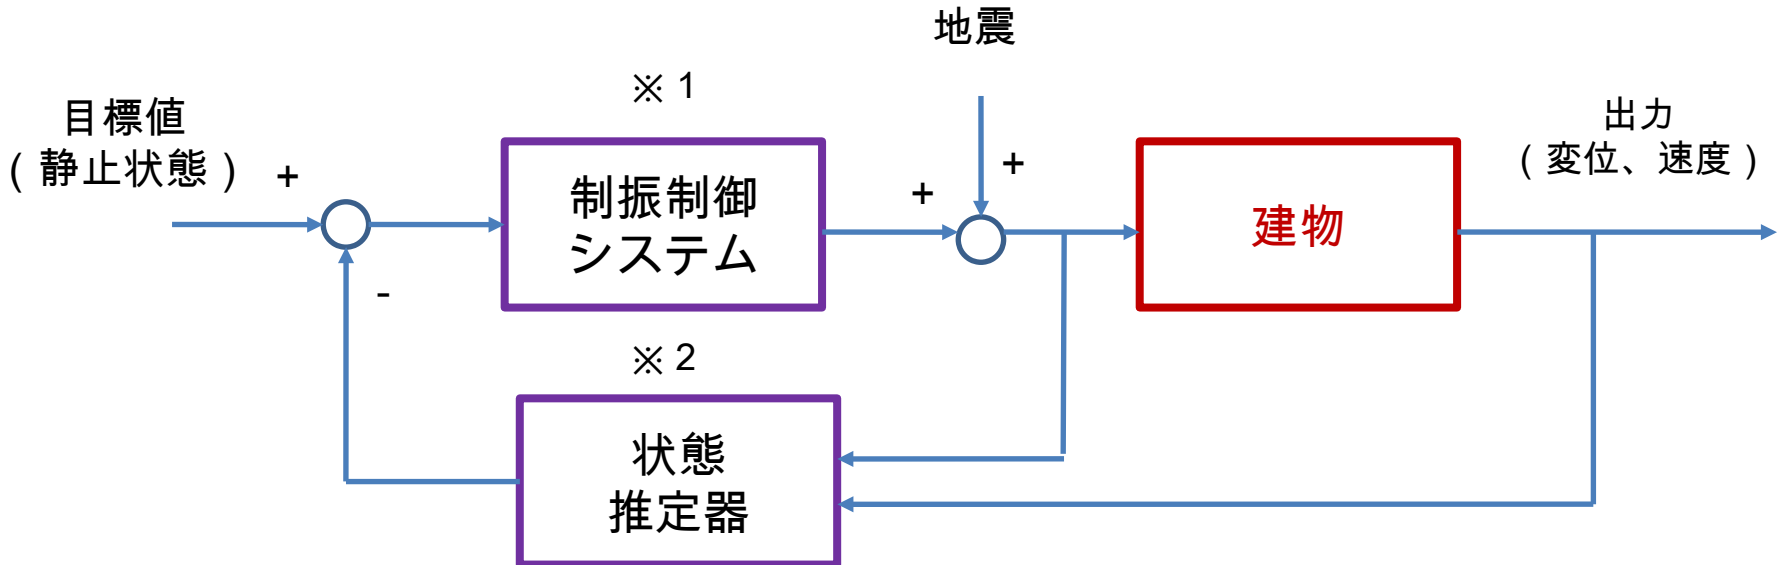 地震
※１
目標値
（静止状態）
+
出力
（変位、速度）
+
+
制振制御
システム
建物
-
※２
状態
推定器